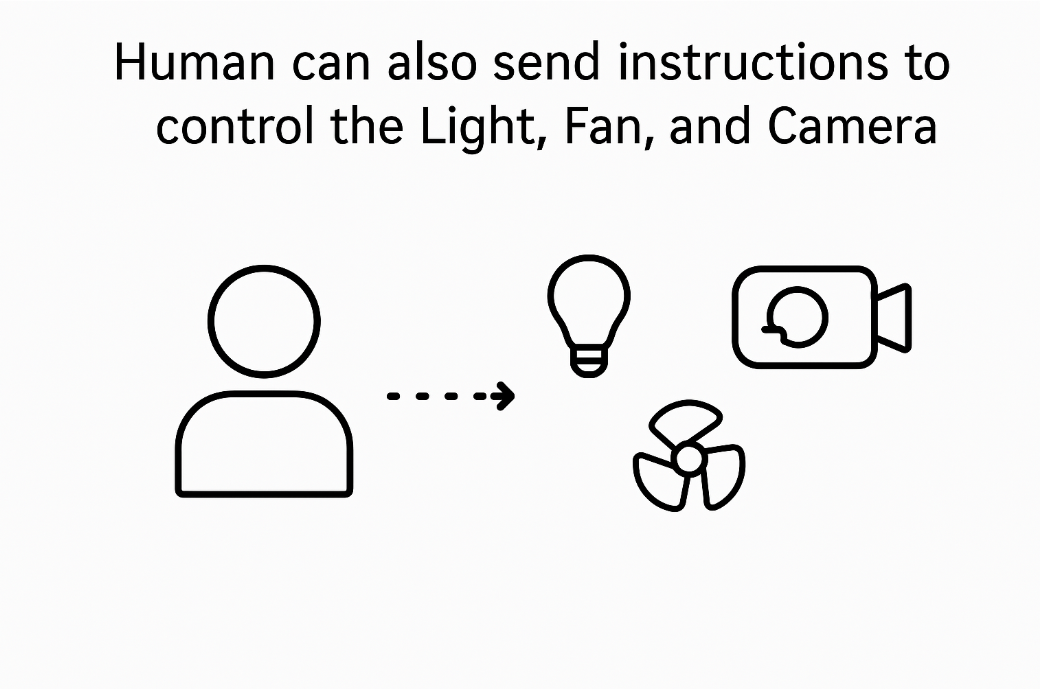 Human can also send instructions to
control the Light, Fan, and Camera